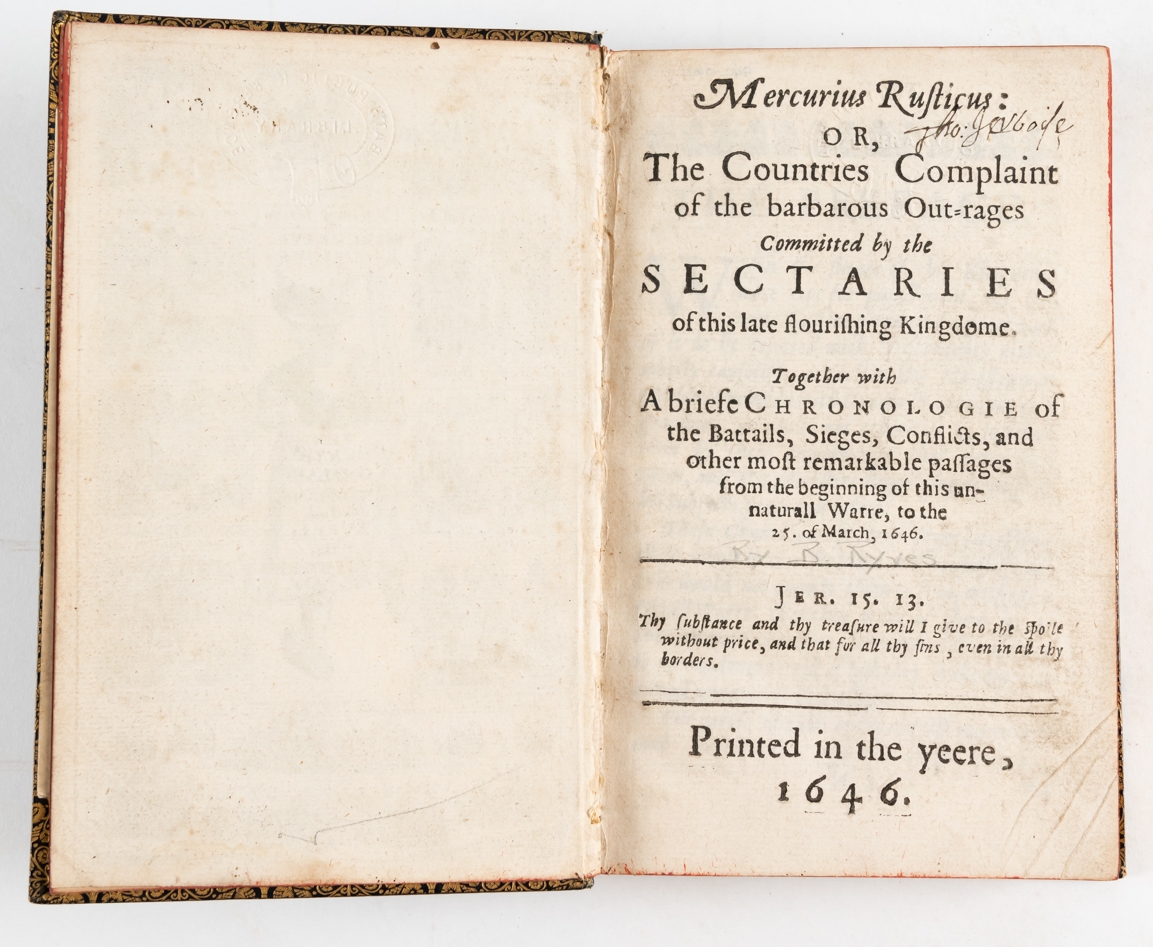 Mercurius Ruſticus:
OR,
Tho: Jervoise
The Countries Complaint
of the barbarous Out=rages
Committed by the
SECTARIES
of this late flouriſhing Kingdome.
Together with
A briefe CHRONOLOGIE of
the Battails, Sieges, Conflicts, and
other moſt remarkable paſſages
from the beginning of this un-
naturall Warre, to the
25. of March, 1646.
By B. Ryves
JER. 15. 13.
Thy ſubſtance and thy treaſure will I give to the ſpoile
without price, and that for all thy ſins, even in all thy
borders.
Printed in the yeere,
1646.